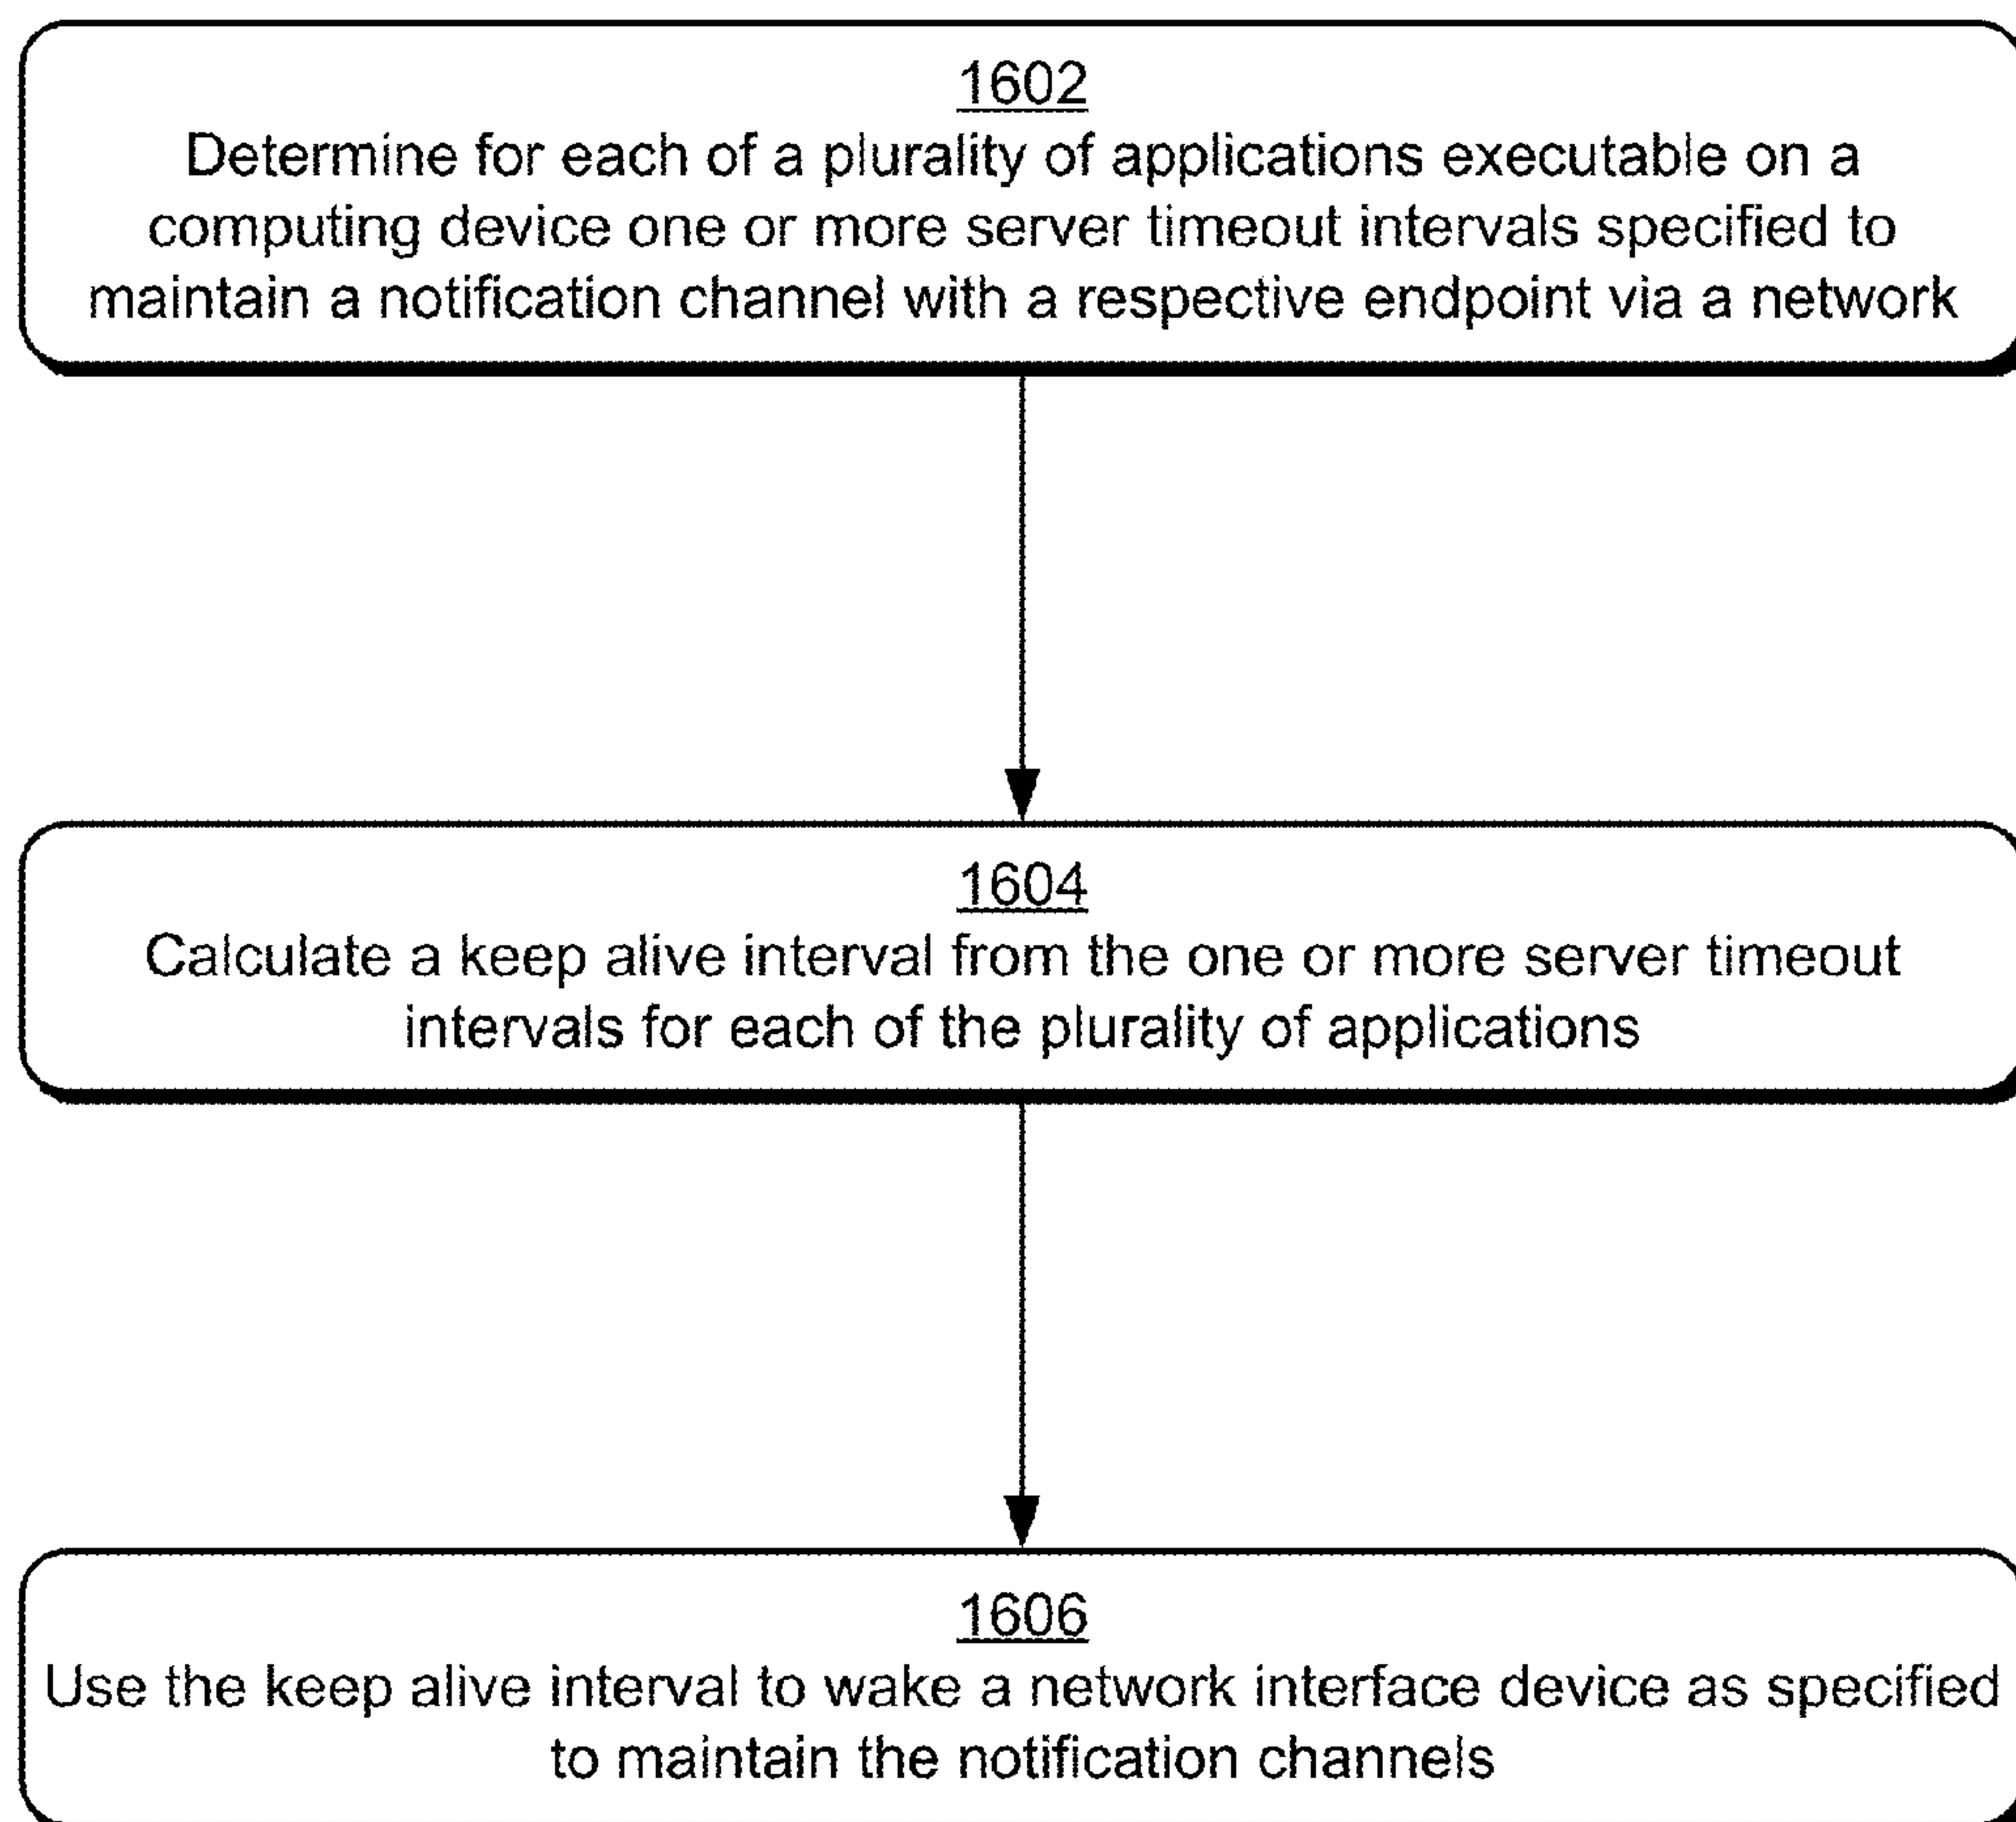 1602
Determine for each of a plurality of applications executable on a
computing device one or more server timeout intervals specified to
maintain a notification channel with a respective endpoint via a network
1604
Calculate a keep alive interval from the one or more server timeout
intervals for each of the plurality of applications
1606
Use the keep alive interval to wake a network interface device as specified
to maintain the notification channels